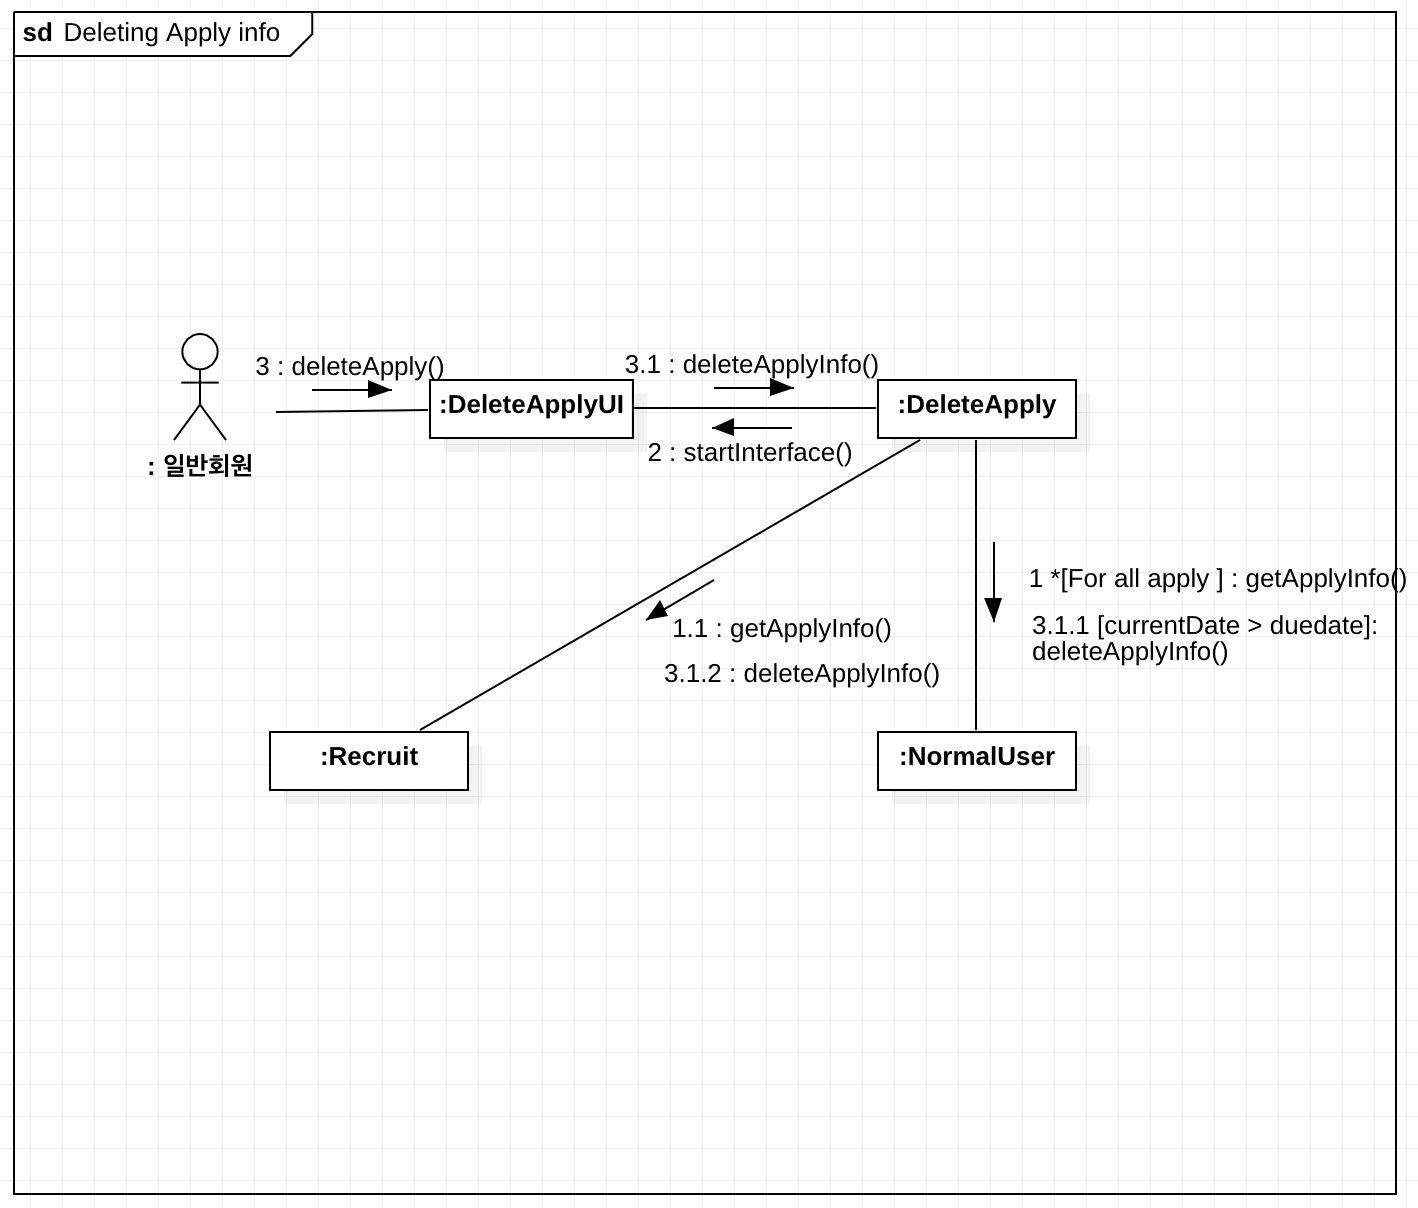 sd Deleting Apply info
3 : deleteApply()
3.1 : deleteApplyInfo()
:DeleteApplyUI
:DeleteApply
2 : startInterface()
: 일반회원
1 *[For all apply ] : getApplyInfo()
3.1.1 [currentDate > duedate]:
deleteApplyInfo()
1.1 : getApplyInfo()
3.1.2 : deleteApplyInfo()
:Recruit
:NormalUser